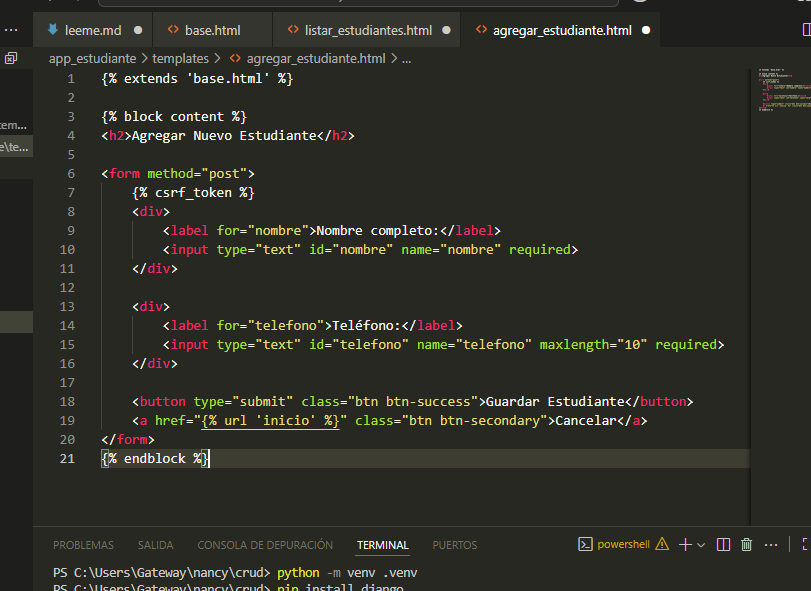 leeme.md
base.html
listar_estudiantes.html
agregar_estudiante.html
app_estudiante > templates > agregar_estudiante.html > ...
tem...
e\te...
1 {% extends 'base.html' %}
2
3 {% block content %}
4 <h2>Agregar Nuevo Estudiante</h2>
5
6 <form method="post">
7 {% csrf_token %}
8 <div>
9 <label for="nombre">Nombre completo:</label>
10 <input type="text" id="nombre" name="nombre" required>
11 </div>
12
13 <div>
14 <label for="telefono">Teléfono:</label>
15 <input type="text" id="telefono" name="telefono" maxlength="10" required>
16 </div>
17
18 <button type="submit" class="btn btn-success">Guardar Estudiante</button>
19 <a href="{% url 'inicio' %}" class="btn btn-secondary">Cancelar</a>
20 </form>
21 {% endblock %}
PROBLEMAS SALIDA CONSOLA DE DEPURACIÓN TERMINAL PUERTOS powershell
PS C:\Users\Gateway\nancy\crud> python -m venv .venv
PS C:\Users\Gateway\nancy\crud> pip install django